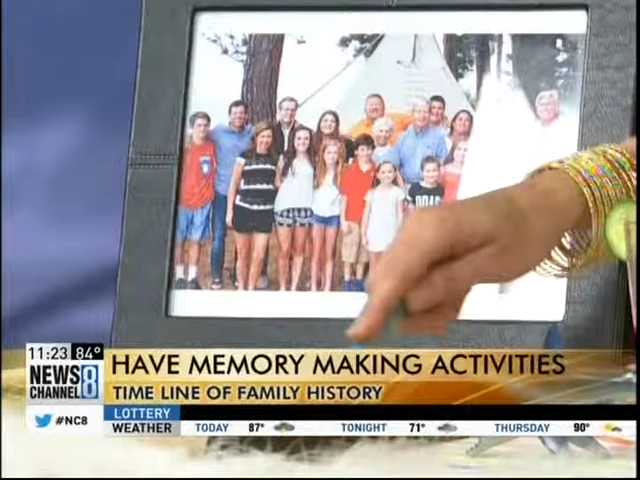 11:23 84°
NEWS
CHANNEL 8
#NC8
HAVE MEMORY MAKING ACTIVITIES
TIME LINE OF FAMILY HISTORY
LOTTERY
WEATHER TODAY 87° TONIGHT 71° THURSDAY 90°